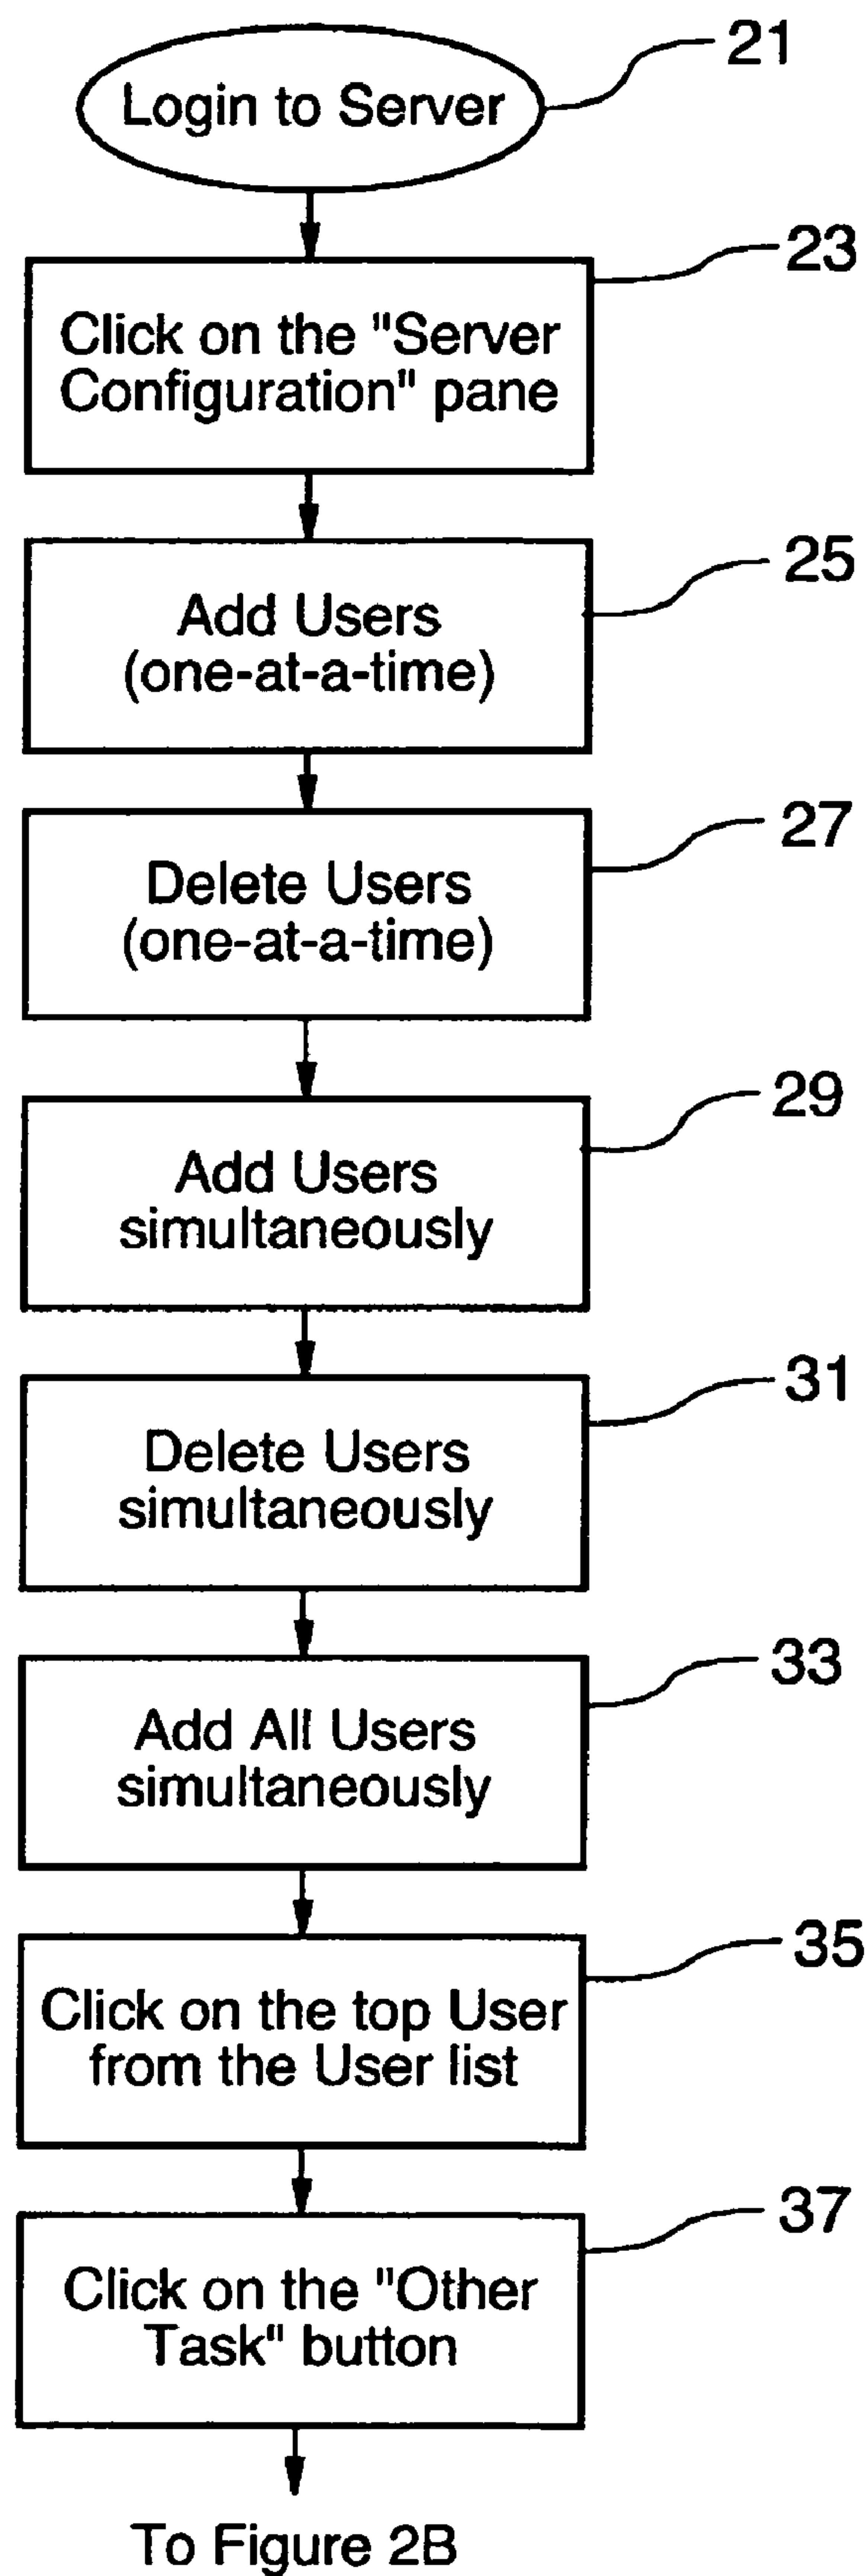 Login to Server
21
23
Click on the "Server
Configuration" pane
25
Add Users
(one-at-a-time)
27
Delete Users
(one-at-a-time)
29
Add Users
simultaneously
31
Delete Users
simultaneously
33
Add All Users
simultaneously
35
Click on the top User
from the User list
37
Click on the "Other
Task" button
To Figure 2B